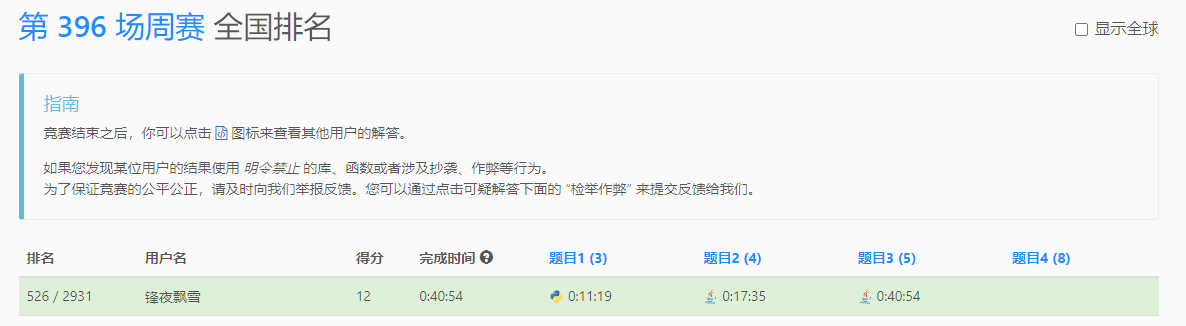 第 396 场周赛 全国排名
显示全球
指南
竞赛结束之后，你可以点击 图标来查看其他用户的解答。
如果您发现某位用户的结果使用 明令禁止 的库、函数或者涉及抄袭、作弊等行为。
为了保证竞赛的公平公正，请及时向我们举报反馈。您可以通过点击可疑解答下面的 “检举作弊” 来提交反馈给我们。
排名 用户名 得分 完成时间 题目1 (3) 题目2 (4) 题目3 (5) 题目4 (8)
526 / 2931 锋夜飘雪 12 0:40:54 0:11:19 0:17:35 0:40:54